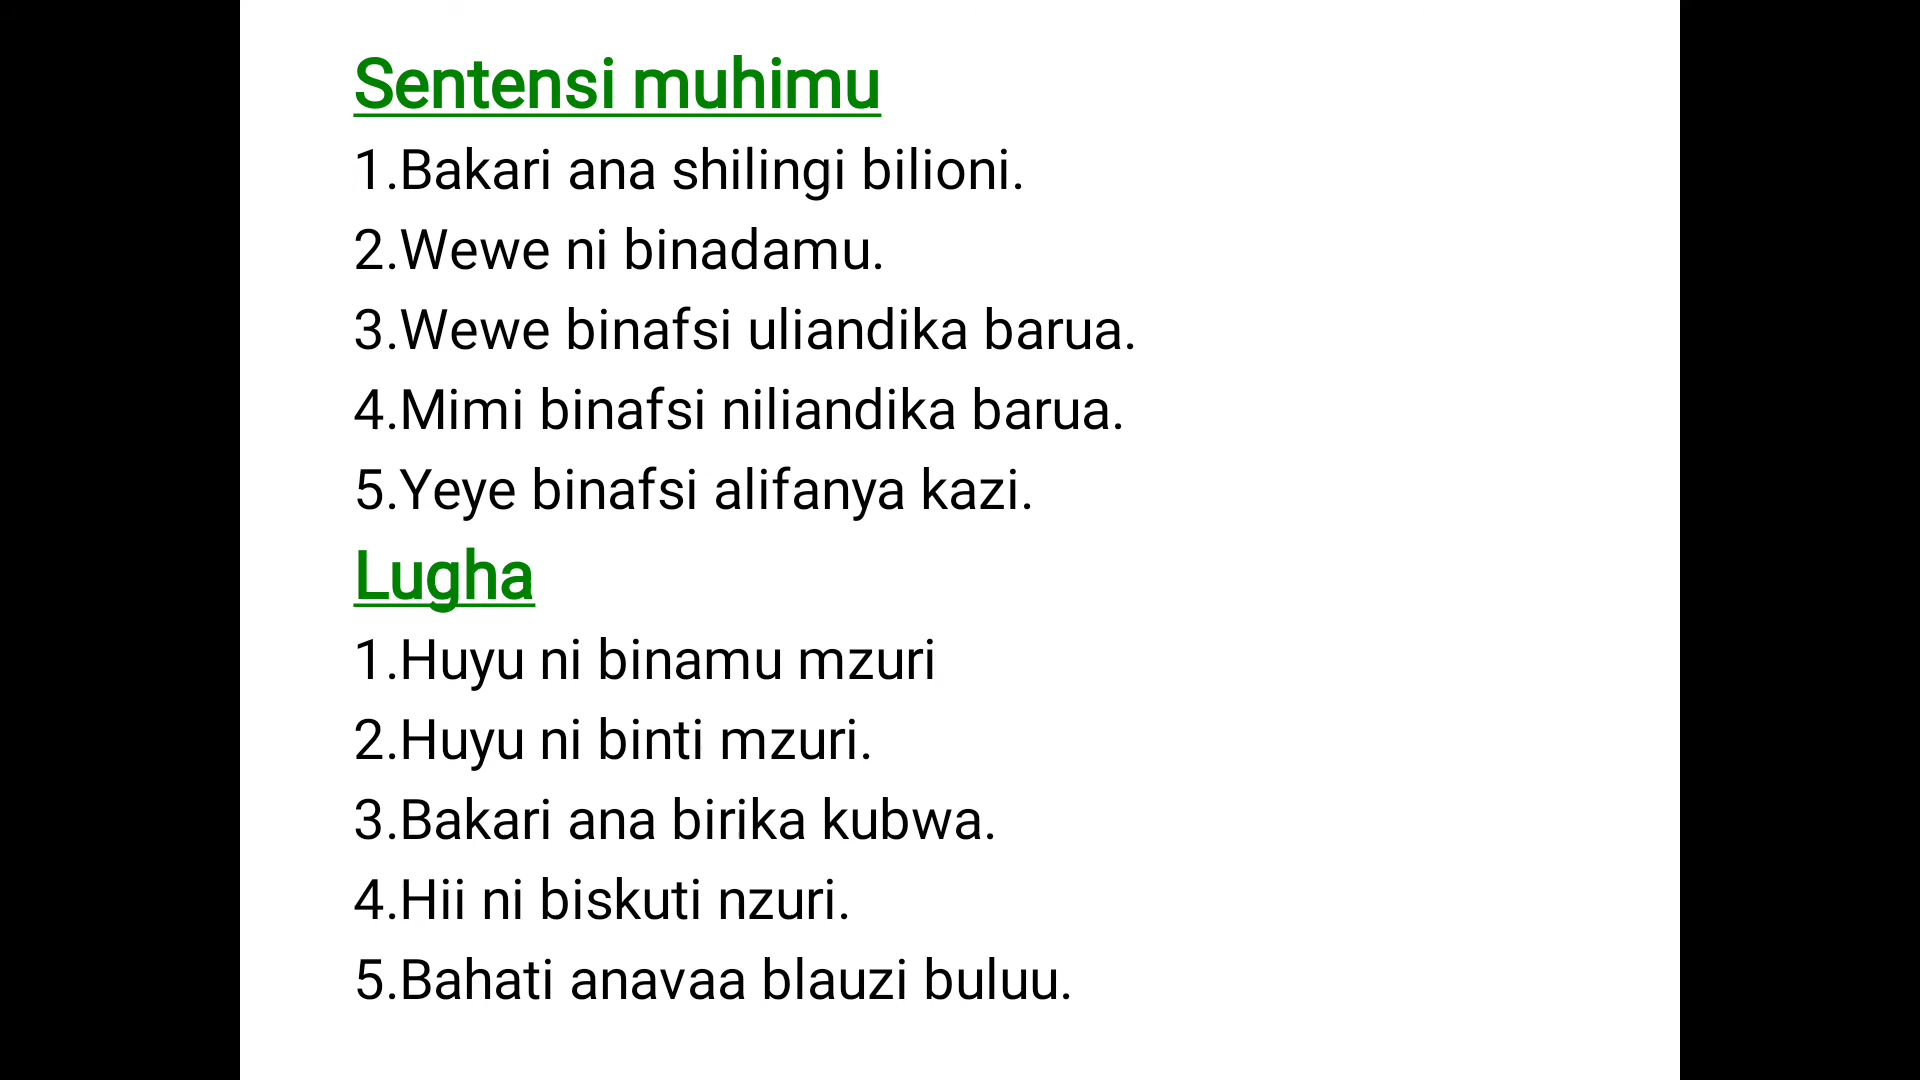 Sentensi muhimu
1.Bakari ana shilingi bilioni.
2.Wewe ni binadamu.
3.Wewe binafsi uliandika barua.
4.Mimi binafsi niliandika barua.
5.Yeye binafsi alifanya kazi.
Lugha
1.Huyu ni binamu mzuri
2.Huyu ni binti mzuri.
3.Bakari ana birika kubwa.
4.Hii ni biskuti nzuri.
5.Bahati anavaa blauzi buluu.